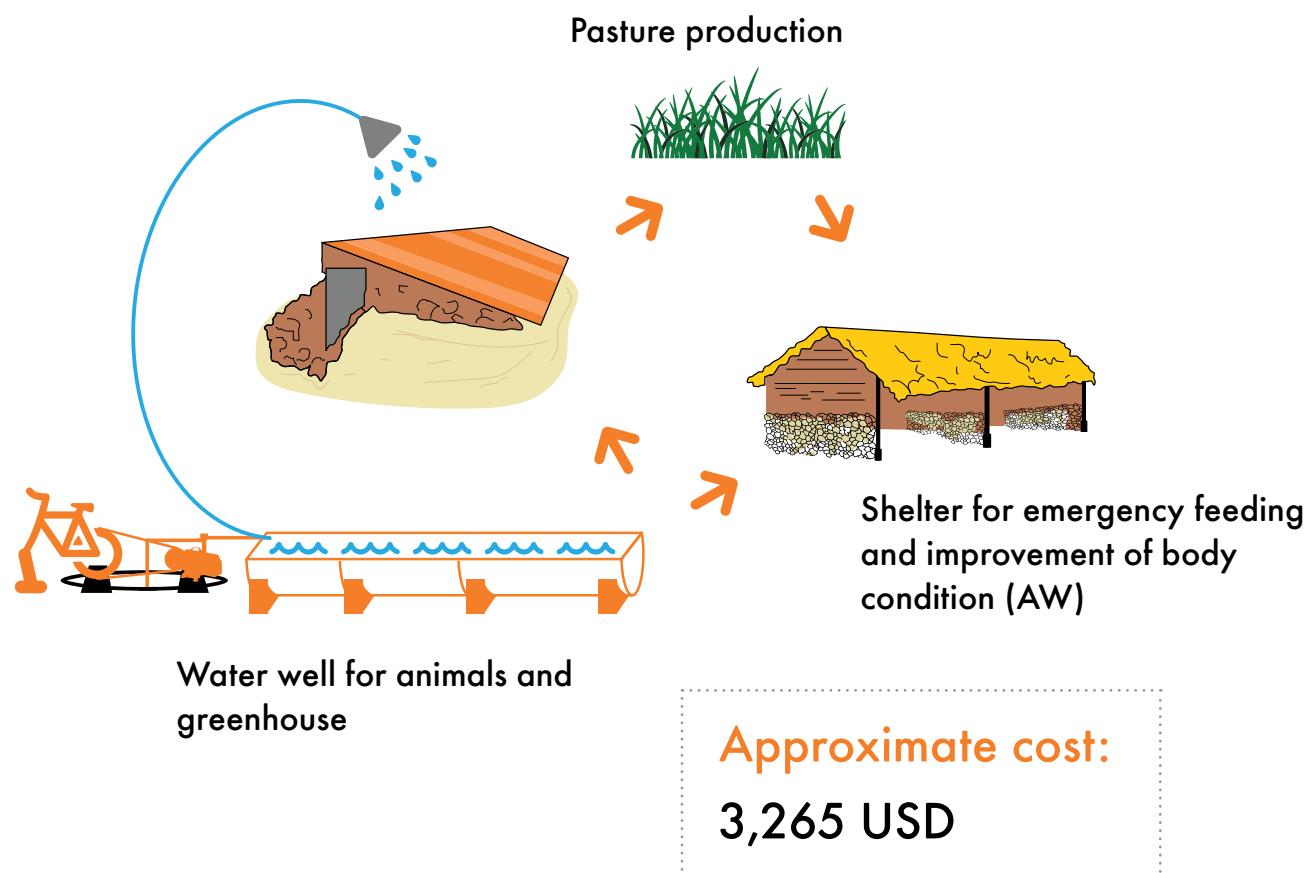 Pasture production
Shelter for emergency feeding
and improvement of body
condition (AW)
Water well for animals and
greenhouse
Approximate cost:
3,265 USD